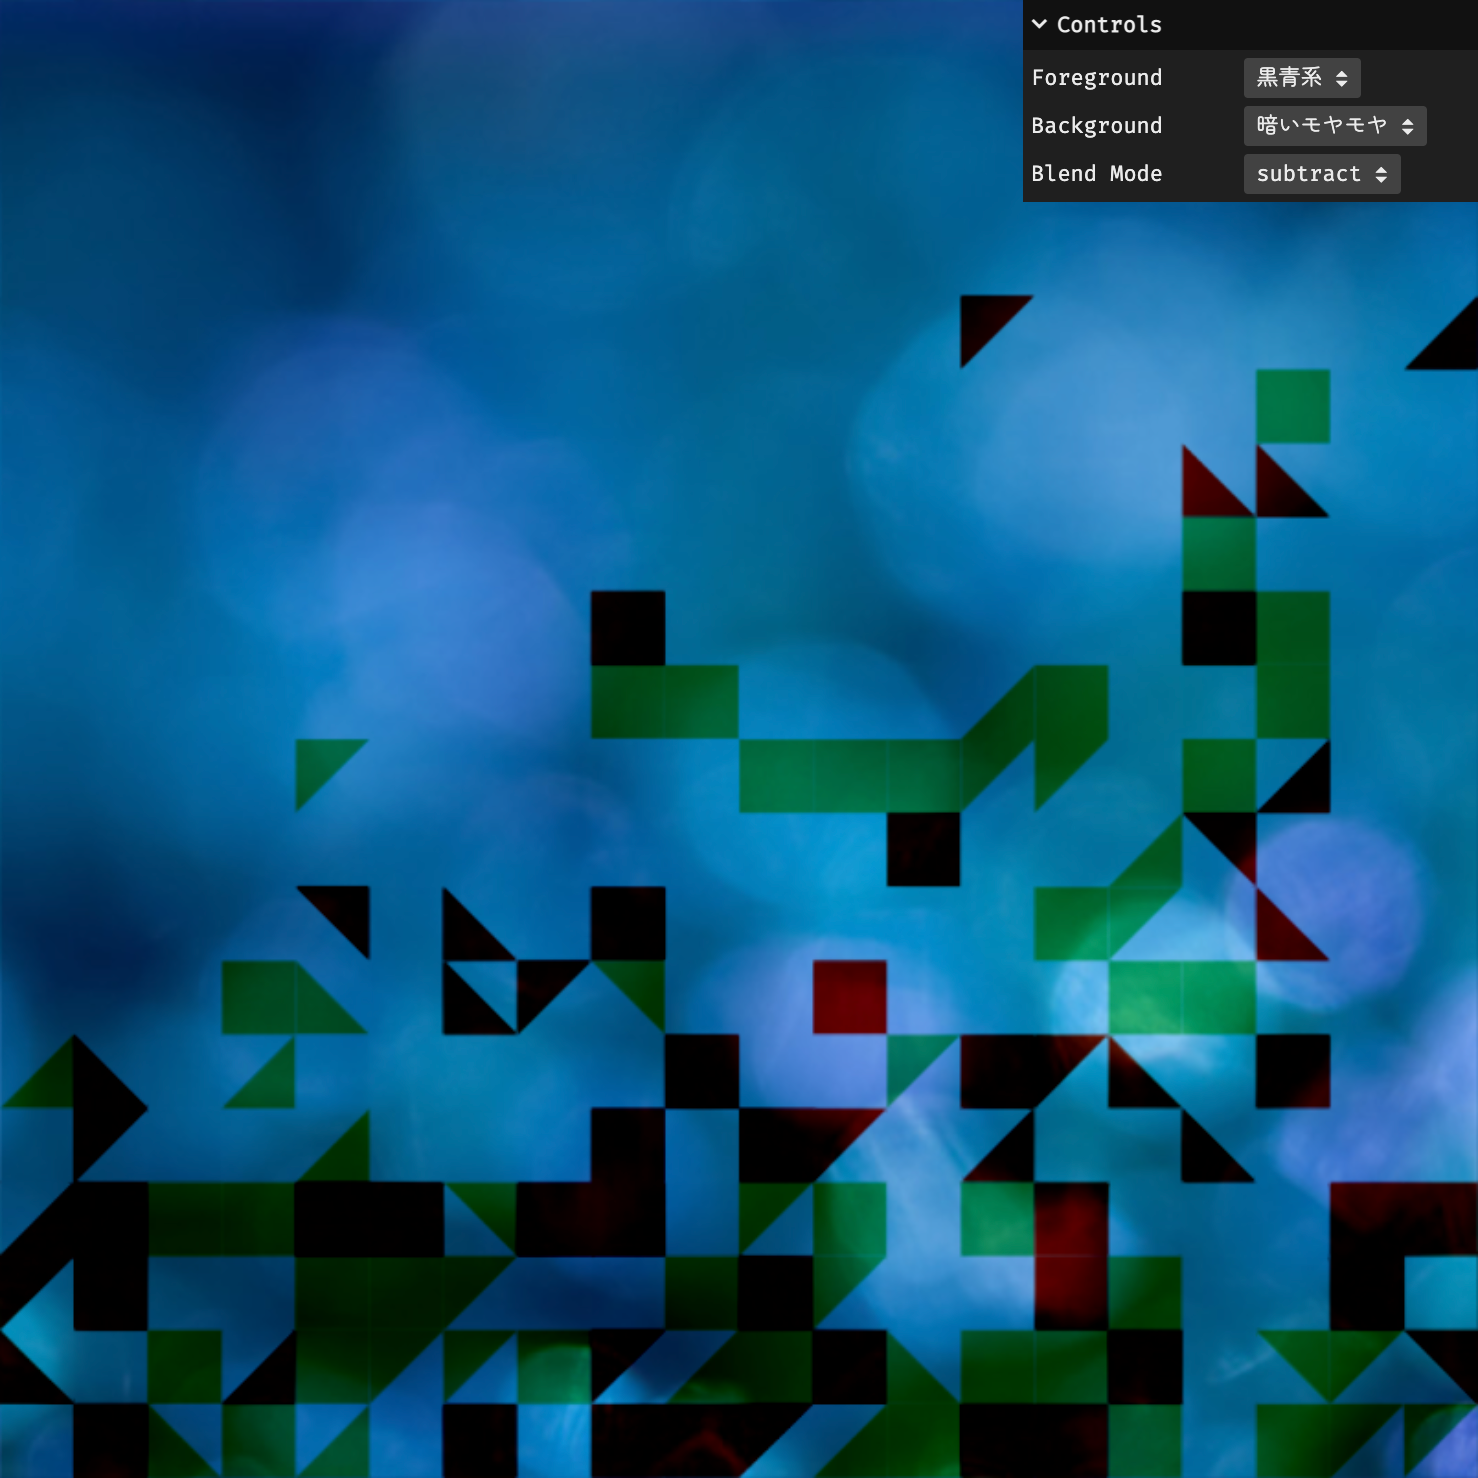 Controls
Foreground 黒青系
Background 暗いモヤモヤ
Blend Mode subtract